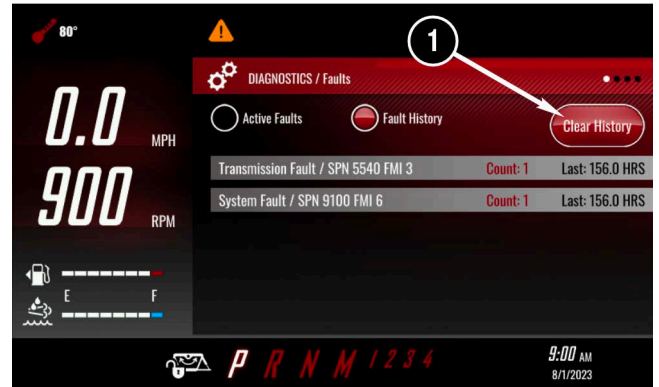 80°
1
DIAGNOSTICS / Faults
Active Faults
Fault History
Clear History
0.0 MPH
Transmission Fault / SPN 5540 FMI 3 Count: 1 Last: 156.0 HRS
System Fault / SPN 9100 FMI 6 Count: 1 Last: 156.0 HRS
900 RPM
E F
P R N M 1 2 3 4
9:00 AM
8/1/2023